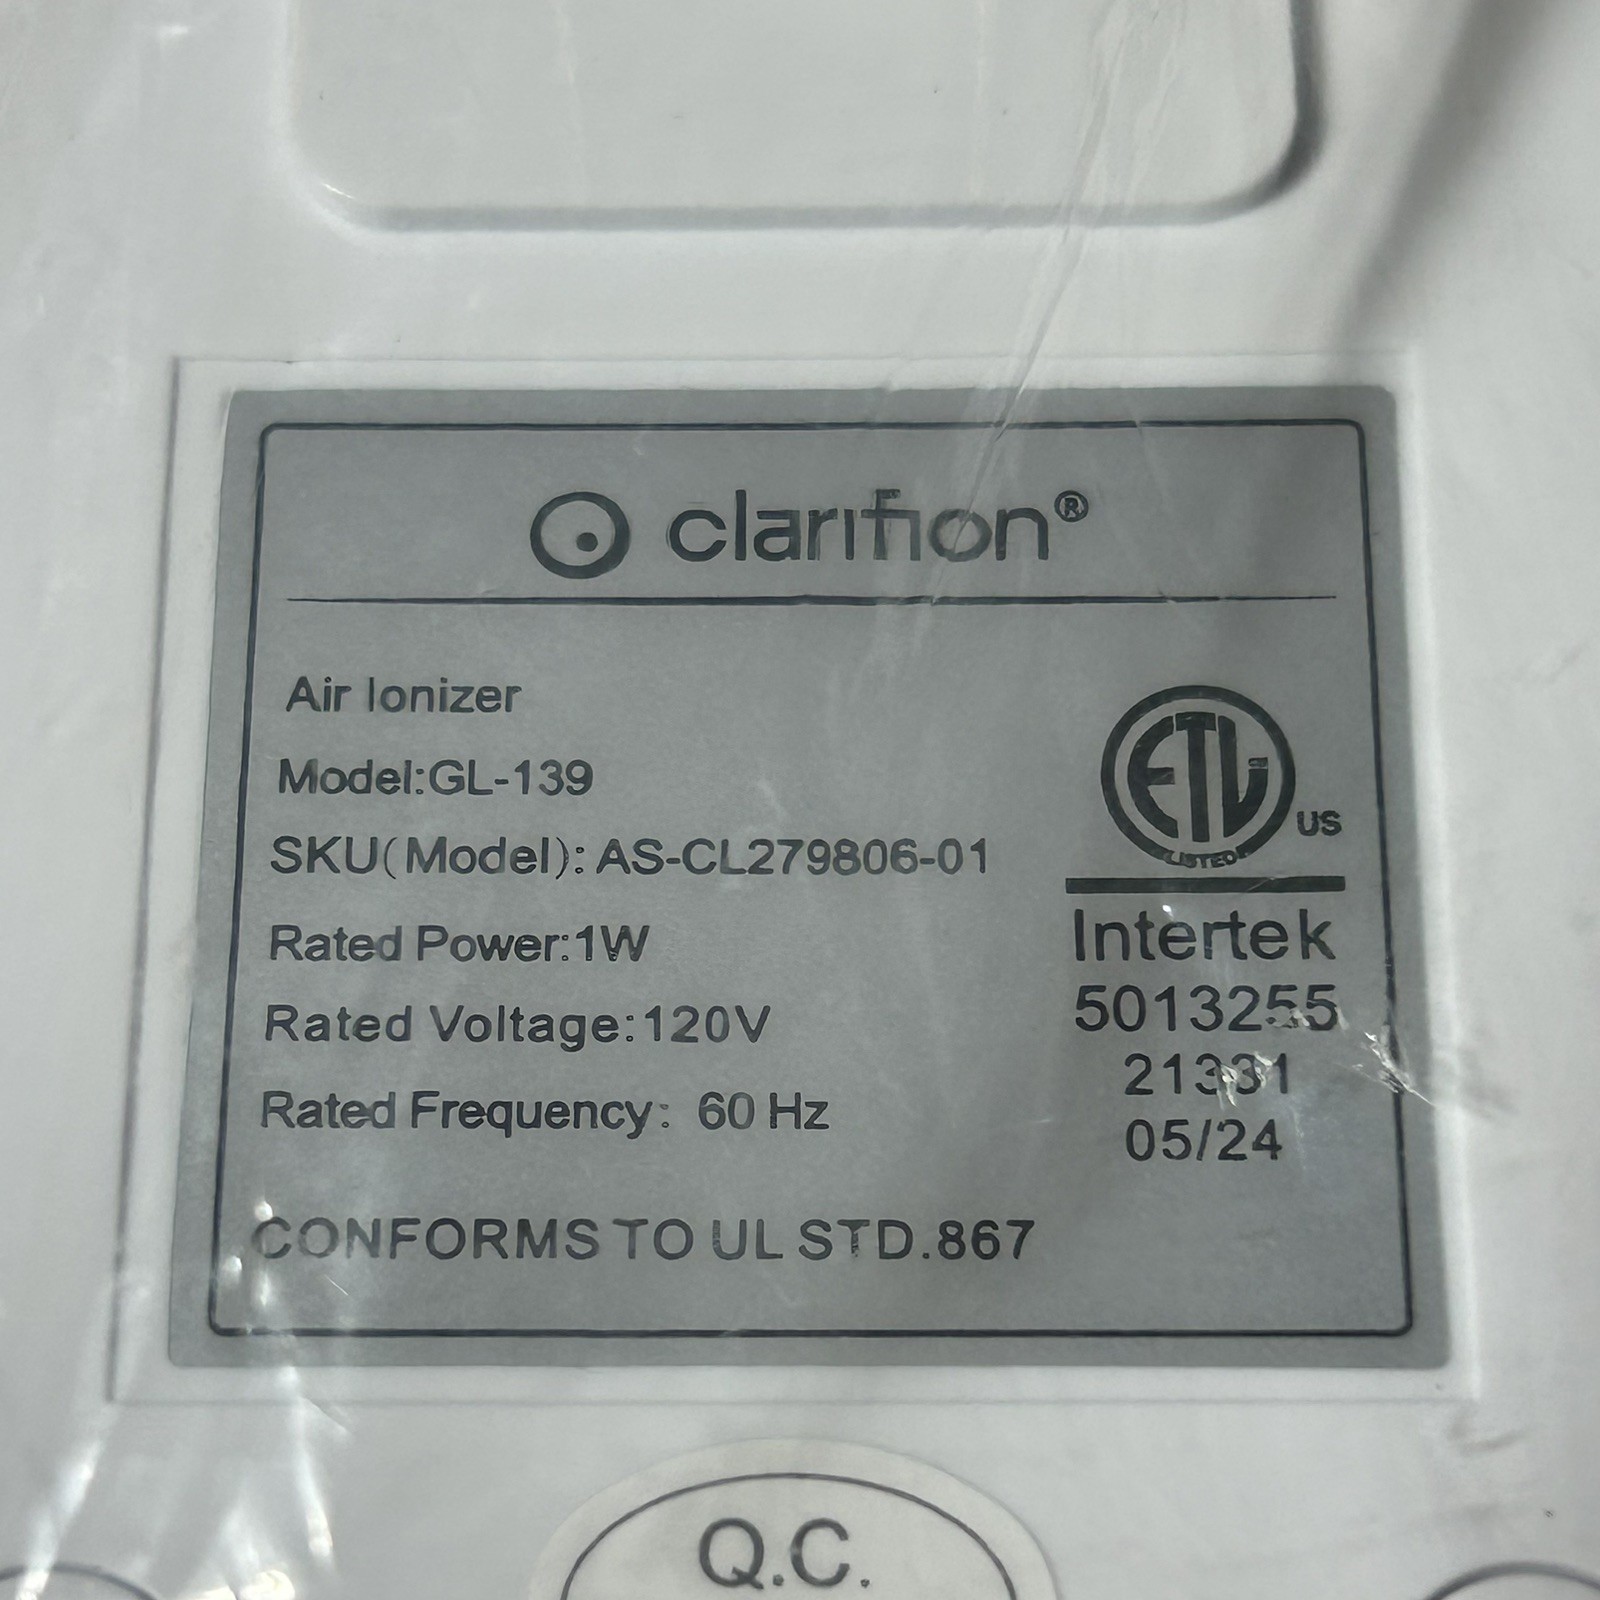 clarifion®
Air Ionizer
Model:GL-139
SKU(Model): AS-CL279806-01
Rated Power:1W
Rated Voltage:120V
Rated Frequency: 60 Hz
CONFORMS TO UL STD.867
ETL
LISTED
US
Intertek
5013255
21331
05/24
Q.C.